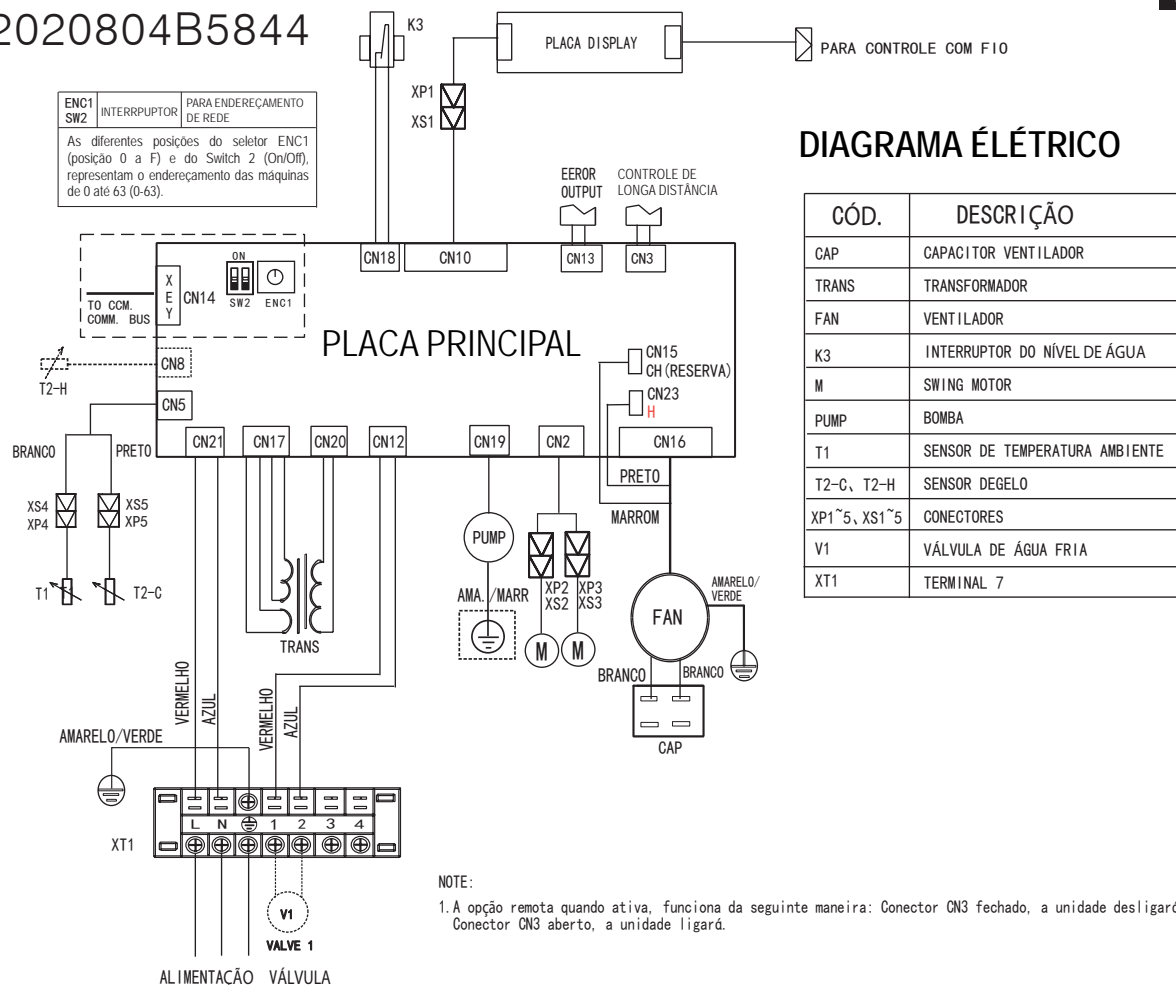 2020804B5844
ENC1
SW2
INTERRPUPTOR
PARA ENDEREÇAMENTO
DE REDE
As diferentes posições do seletor ENC1
(posição 0 a F) e do Switch 2 (On/Off),
representam o endereçamento das máquinas
de 0 até 63 (0-63).
K3
PLACA DISPLAY
PARA CONTROLE COM FIO
XP1
XS1
EEROR
OUTPUT
CONTROLE DE
LONGA DISTÂNCIA
CN18
CN10
CN13
CN3
TO CCM.
COMM. BUS
X
E
Y
CN14
ON
SW2
ENC1
PLACA PRINCIPAL
CN8
T2-H
CN5
CN15
CH(RESERVA)
CN23
H
CN21
CN17
CN20
CN12
CN19
CN2
CN16
BRANCO
PRETO
XS4
XP4
XS5
XP5
T1
T2-C
TRANS
PUMP
AMA./MARR
XP2
XS2
XP3
XS3
M
M
PRETO
MARROM
FAN
AMARELO/
VERDE
BRANCO
BRANCO
CAP
VERMELHO
AZUL
VERMELHO
AZUL
AMARELO/VERDE
XT1
L N 1 2 3 4
V1
VALVE 1
ALIMENTAÇÃO VÁLVULA
DIAGRAMA ÉLÉTRICO
CÓD. DESCRIÇÃO
CAP CAPACITOR VENTILADOR
TRANS TRANSFORMADOR
FAN VENTILADOR
K3 INTERRUPTOR DO NÍVEL DE ÁGUA
M SWING MOTOR
PUMP BOMBA
T1 SENSOR DE TEMPERATURA AMBIENTE
T2-C、T2-H SENSOR DEGELO
XP1~5、XS1~5 CONECTORES
V1 VÁLVULA DE ÁGUA FRIA
XT1 TERMINAL 7
NOTE:
1.A opção remota quando ativa, funciona da seguinte maneira: Conector CN3 fechado, a unidade desligará
Conector CN3 aberto, a unidade ligará.